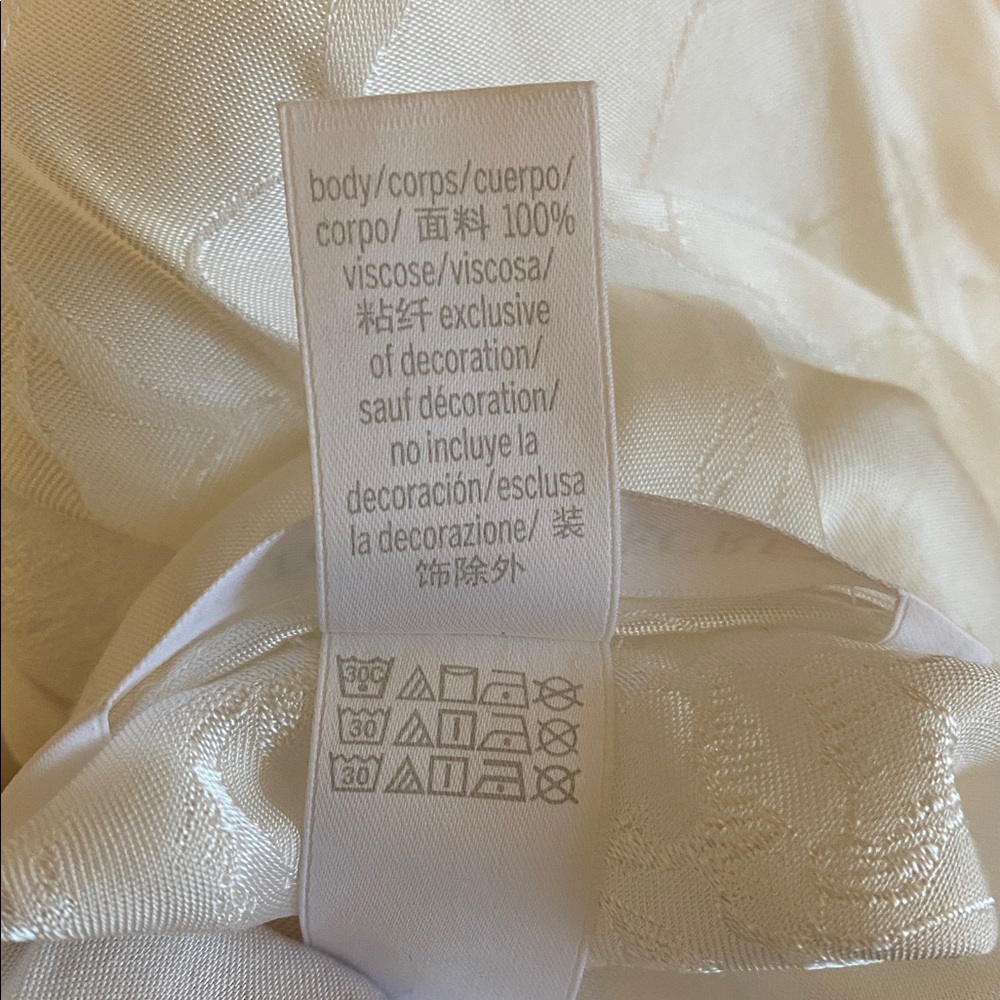 body/corps/cuerpo/
corpo/ 面料 100%
viscose/viscosa/
粘纤 exclusive
of decoration/
sauf décoration/
no incluye la
decoración/esclusa
la decorazione/ 装
饰除外
30C
30
30